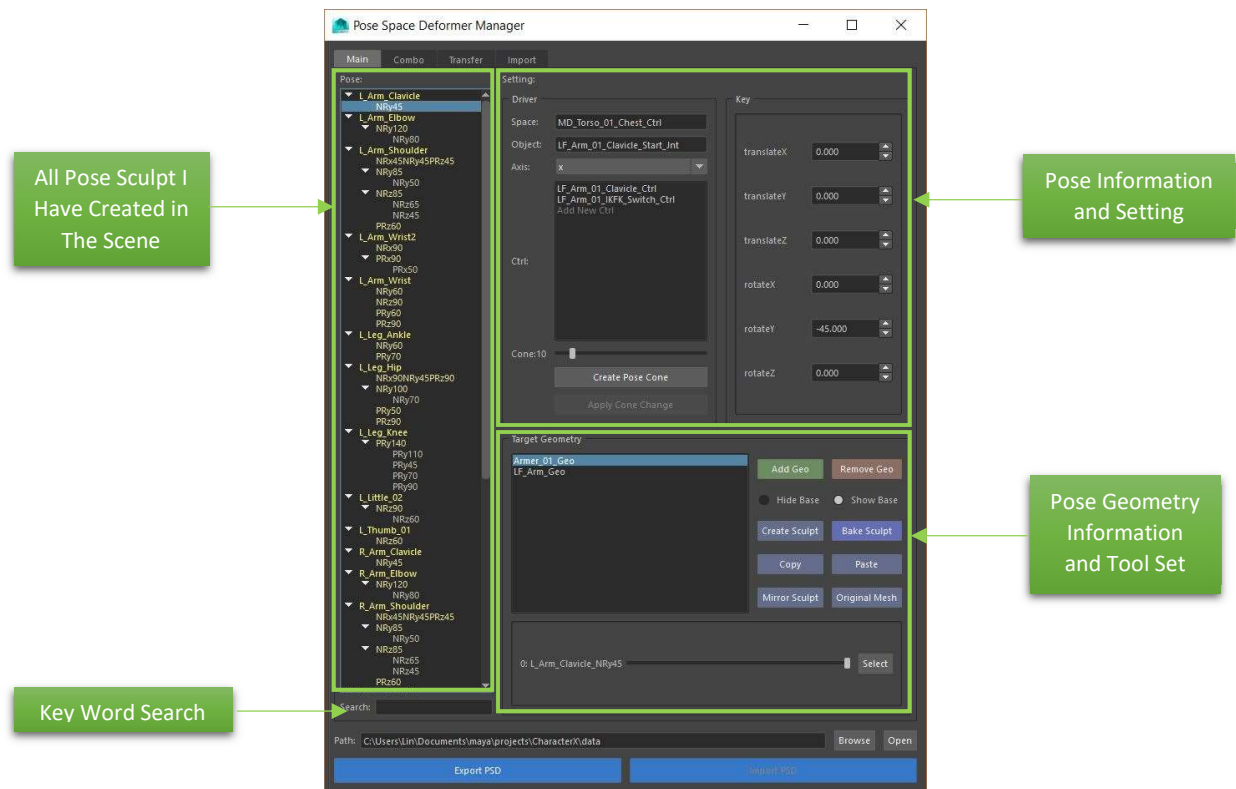 Pose Space Deformer Manager
Main Combo Transfer Import
Pose:
L_Arm_Clavicle
NRy45
L_Arm_Elbow
NRy120
NRy80
L_Arm_Shoulder
NRx45NRy45PRz45
NRy85
NRy50
NRz85
NRz65
NRz45
PRz60
L_Arm_Wrist2
NRx90
PRx90
PRx50
L_Arm_Wrist
NRy60
NRz90
PRy60
PRz90
L_Leg_Ankle
NRy60
PRy70
L_Leg_Hip
NRx90NRy45PRz90
NRy100
NRy70
PRy50
PRz90
L_Leg_Knee
PRy140
PRy110
PRy45
PRy70
PRy90
L_Little_02
NRz90
NRz60
L_Thumb_01
NRz60
R_Arm_Clavicle
NRy45
R_Arm_Elbow
NRy120
NRy80
R_Arm_Shoulder
NRx45NRy45PRz45
NRy85
NRy50
NRz85
NRz65
NRz45
PRz60
Search:
Setting:
Driver
Space: MD_Torso_01_Chest_Ctrl
Object: LF_Arm_01_Clavicle_Start_Jnt
Axis: x
LF_Arm_01_Clavicle_Ctrl
LF_Arm_01_IKFK_Switch_Ctrl
Add New Ctrl
Ctrl:
Cone:10
Create Pose Cone
Apply Cone Change
Key
translateX 0.000
translateY 0.000
translateZ 0.000
rotateX 0.000
rotateY -45.000
rotateZ 0.000
Target Geometry
Armer_01_Geo
LF_Arm_Geo
Add Geo Remove Geo
Hide Base Show Base
Create Sculpt Bake Sculpt
Copy Paste
Mirror Sculpt Original Mesh
0: L_Arm_Clavicle_NRy45 Select
Path: C:\Users\Lin\Documents\maya\projects\CharacterX\data Browse Open
Export PSD Import PSD
All Pose Sculpt I
Have Created in
The Scene
Key Word Search
Pose Information
and Setting
Pose Geometry
Information
and Tool Set